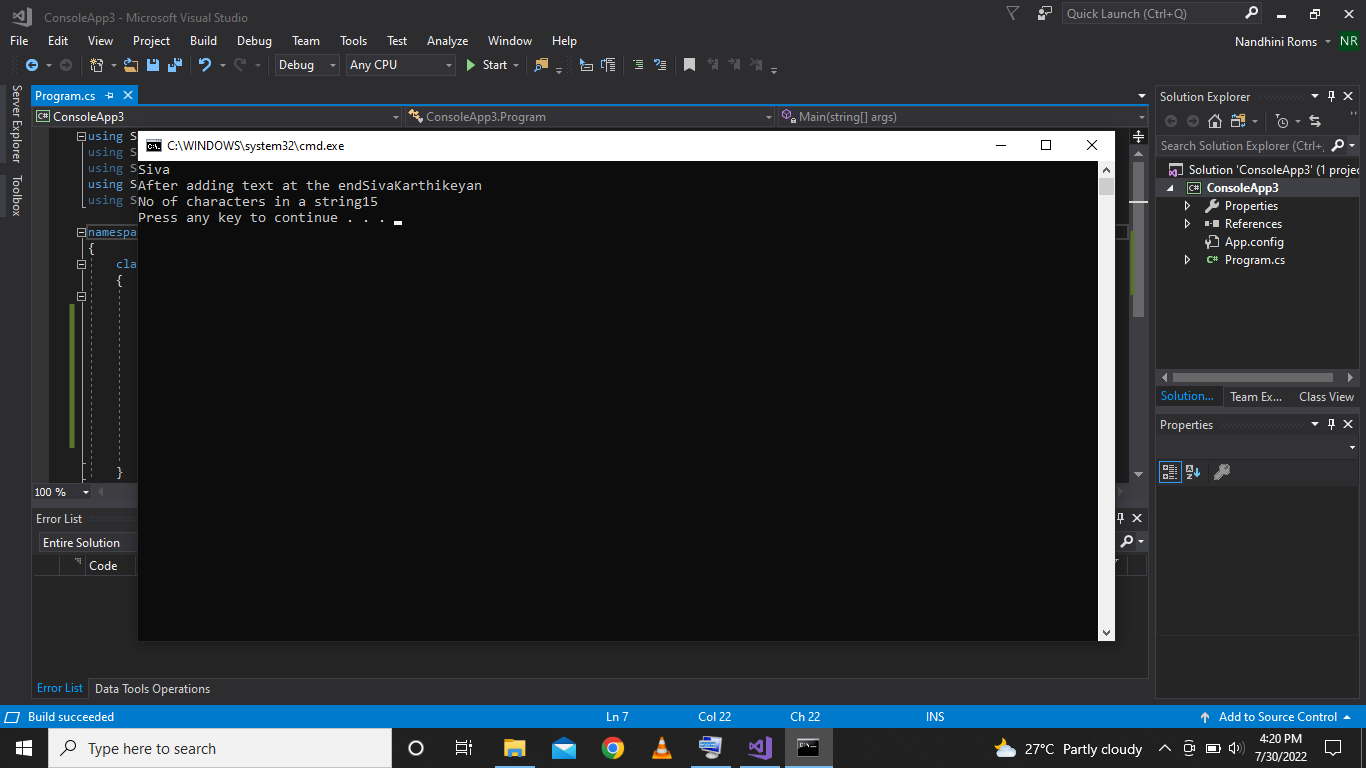 ConsoleApp3 - Microsoft Visual Studio
Quick Launch (Ctrl+Q)
File Edit View Project Build Debug Team Tools Test Analyze Window Help
Nandhini Roms NR
Debug Any CPU Start
Server Explorer
Toolbox
Program.cs
C# ConsoleApp3 ConsoleApp3.Program Main(string[] args)
using S
using S
using S
using S
using S
namespa
{
cla
{
}
C:\WINDOWS\system32\cmd.exe
Siva
After adding text at the endSivaKarthikeyan
No of characters in a string15
Press any key to continue . . .
Solution Explorer
Search Solution Explorer (Ctrl+;
Solution 'ConsoleApp3' (1 projec
C# ConsoleApp3
Properties
References
App.config
C# Program.cs
Solution... Team Ex... Class View
Properties
100 %
Error List
Entire Solution
Code
Error List Data Tools Operations
Build succeeded Ln 7 Col 22 Ch 22 INS Add to Source Control
Type here to search
27°C Partly cloudy
4:20 PM
7/30/2022